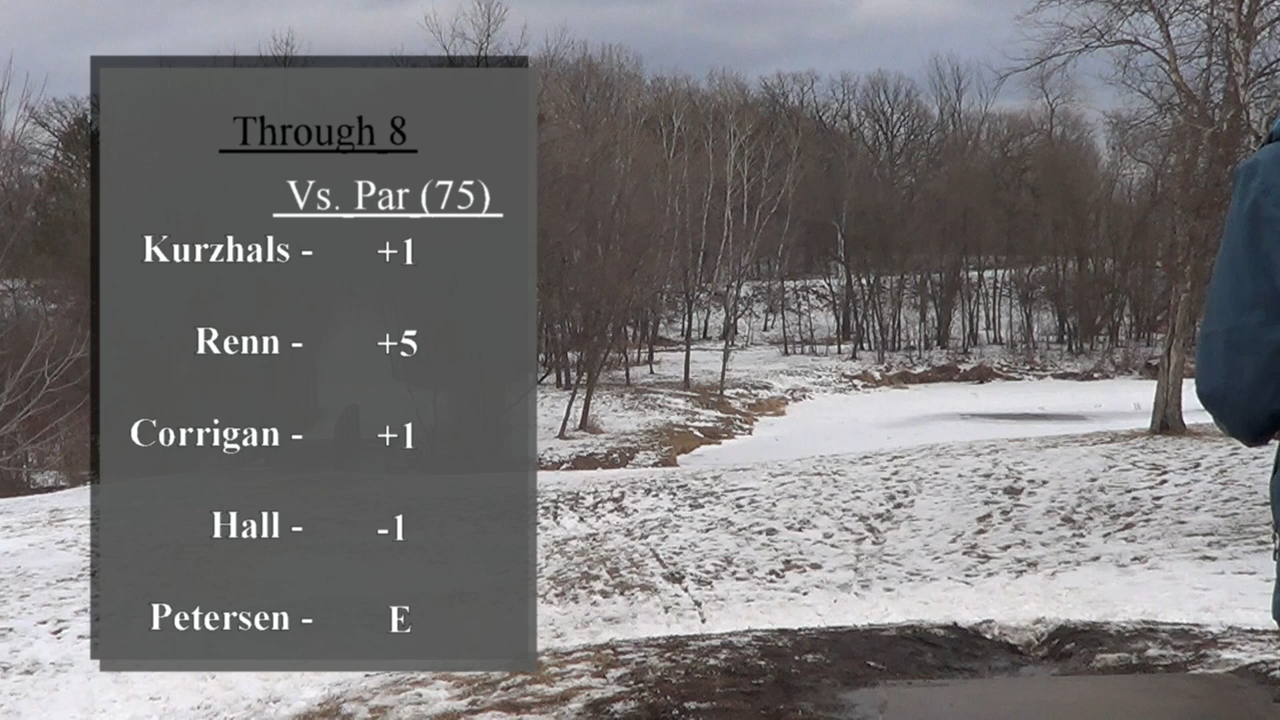 Through 8
Vs. Par (75)
Kurzhals - +1
Renn - +5
Corrigan - +1
Hall - -1
Petersen - E